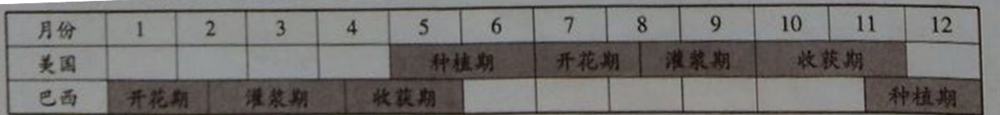 月份 1 2 3 4 5 6 7 8 9 10 11 12
美国 种植期 开花期 灌浆期 收获期
巴西 开花期 灌浆期 收获期 种植期